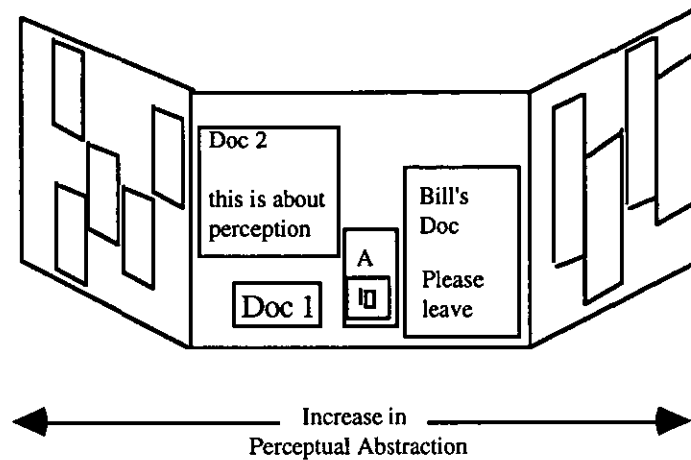 Doc 2
this is about
perception
Doc 1
A
Bill's
Doc
Please
leave
Increase in
Perceptual Abstraction